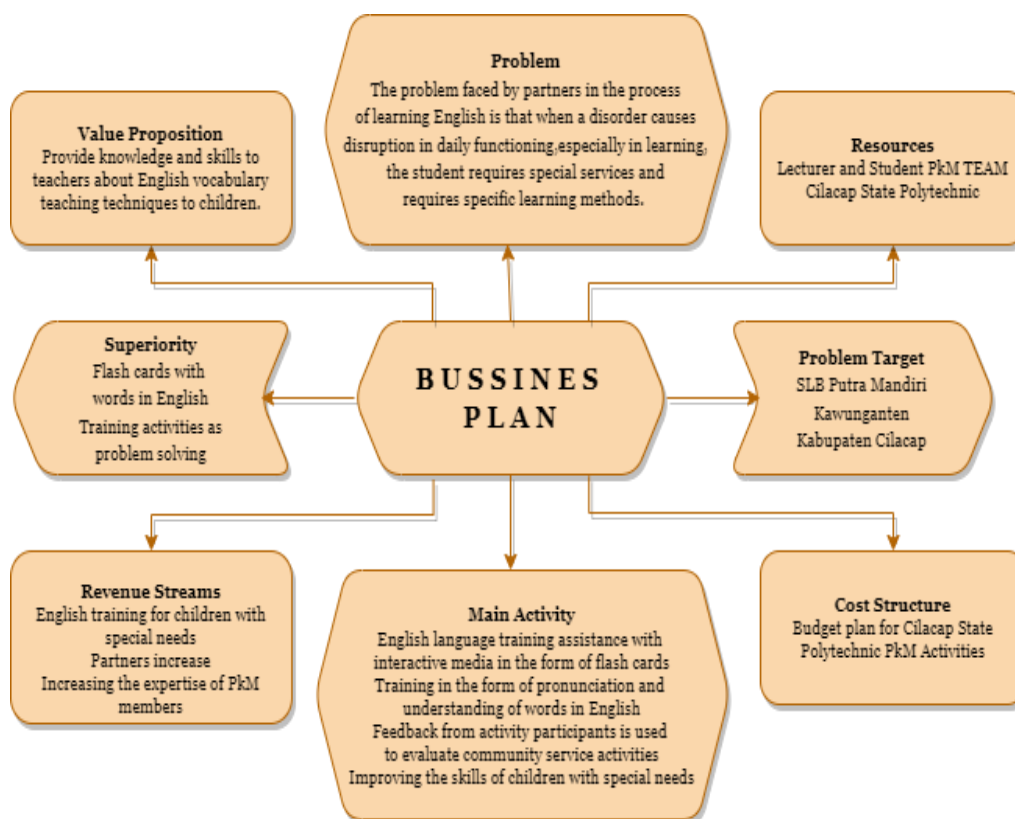 Problem
The problem faced by partners in the process
of learning English is that when a disorder causes
disruption in daily functioning,especially in learning,
the student requires special services and
requires specific learning methods.
Value Proposition
Provide knowledge and skills to
teachers about English vocabulary
teaching techniques to children.
Resources
Lecturer and Student PkM TEAM
Cilacap State Polytechnic
Superiority
Flash cards with
words in English
Training activities as
problem solving
BUSSINES
PLAN
Problem Target
SLB Putra Mandiri
Kawunganten
Kabupaten Cilacap
Revenue Streams
English training for children with
special needs
Partners increase
Increasing the expertise of PkM
members
Main Activity
English language training assistance with
interactive media in the form of flash cards
Training in the form of pronunciation and
understanding of words in English
Feedback from activity participants is used
to evaluate community service activities
Improving the skills of children with special needs
Cost Structure
Budget plan for Cilacap State
Polytechnic PkM Activities